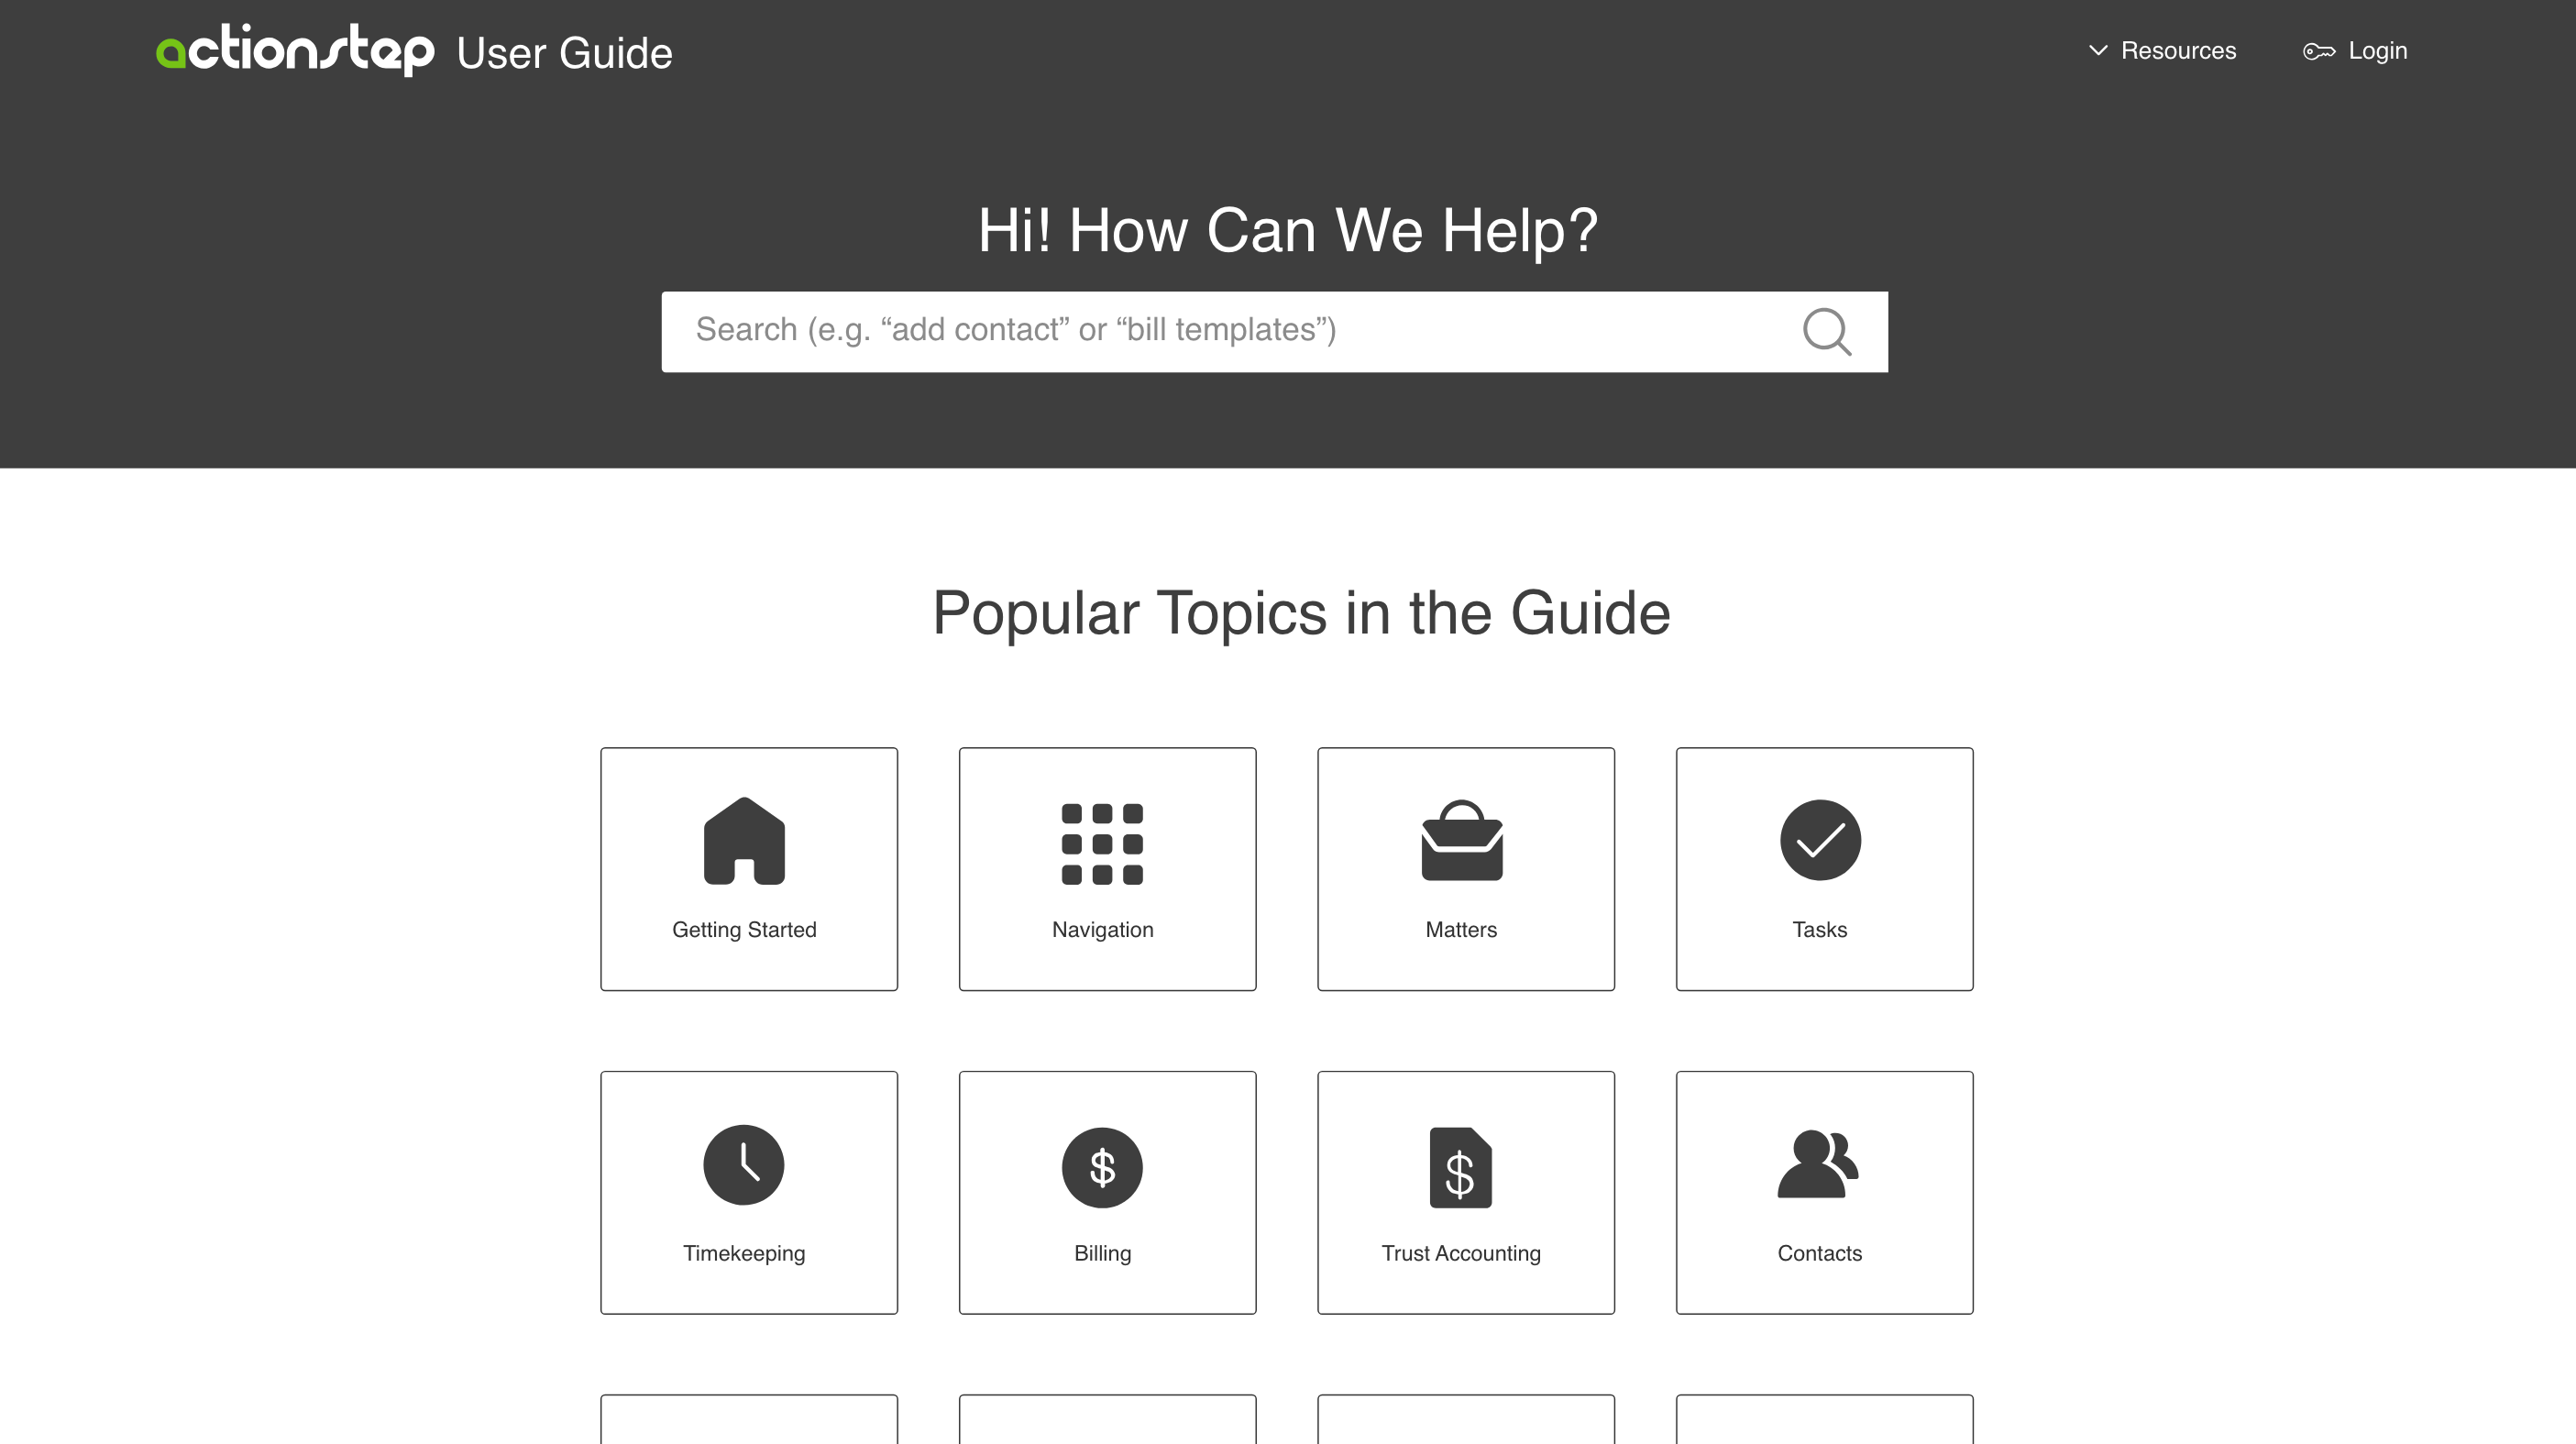 actionstep User Guide
Resources
Login
Hi! How Can We Help?
Search (e.g. “add contact” or “bill templates”)
Popular Topics in the Guide
Getting Started
Navigation
Matters
Tasks
Timekeeping
Billing
Trust Accounting
Contacts